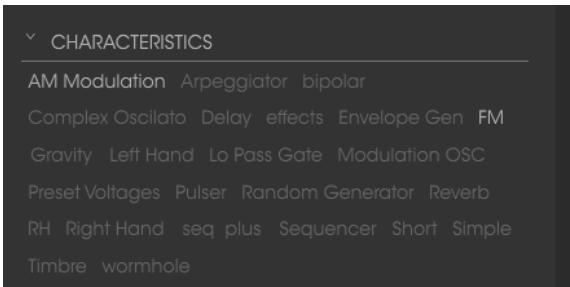 CHARACTERISTICS
AM Modulation Arpeggiator bipolar
Complex Oscilato Delay effects Envelope Gen FM
Gravity Left Hand Lo Pass Gate Modulation OSC
Preset Voltages Pulser Random Generator Reverb
RH Right Hand seq plus Sequencer Short Simple
Timbre wormhole